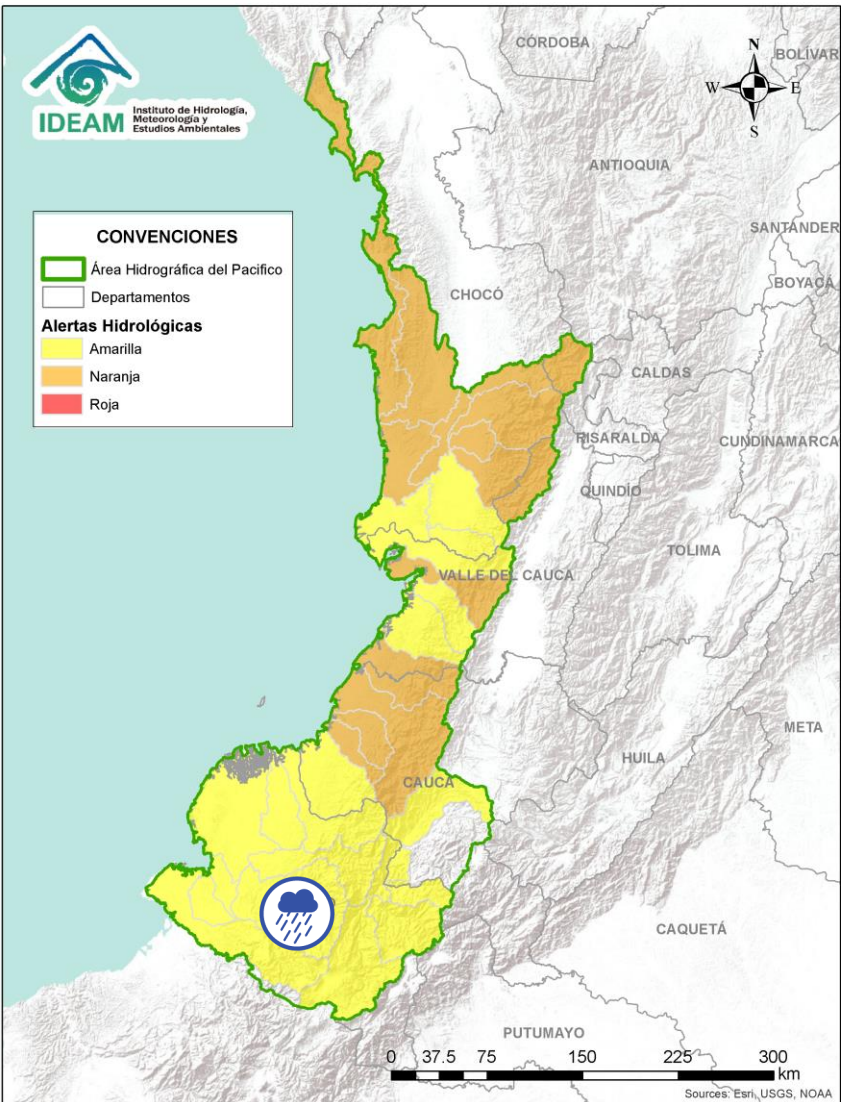 IDEAM
Instituto de Hidrología,
Meteorología y
Estudios Ambientales
N
W E
S
CÓRDOBA
BOLIVAR
ANTIOQUIA
SANTANDER
BOYACÁ
CHOCÓ
CALDAS
RISARALDA
CUNDINAMARCA
QUINDÍO
TOLIMA
VALLE DEL CAUCA
META
HUILA
CAUCA
CAQUETÁ
PUTUMAYO
CONVENCIONES
Área Hidrográfica del Pacifico
Departamentos
Alertas Hidrológicas
Amarilla
Naranja
Roja
0 37.5 75 150 225 300
km
Sources: Esri, USGS, NOAA